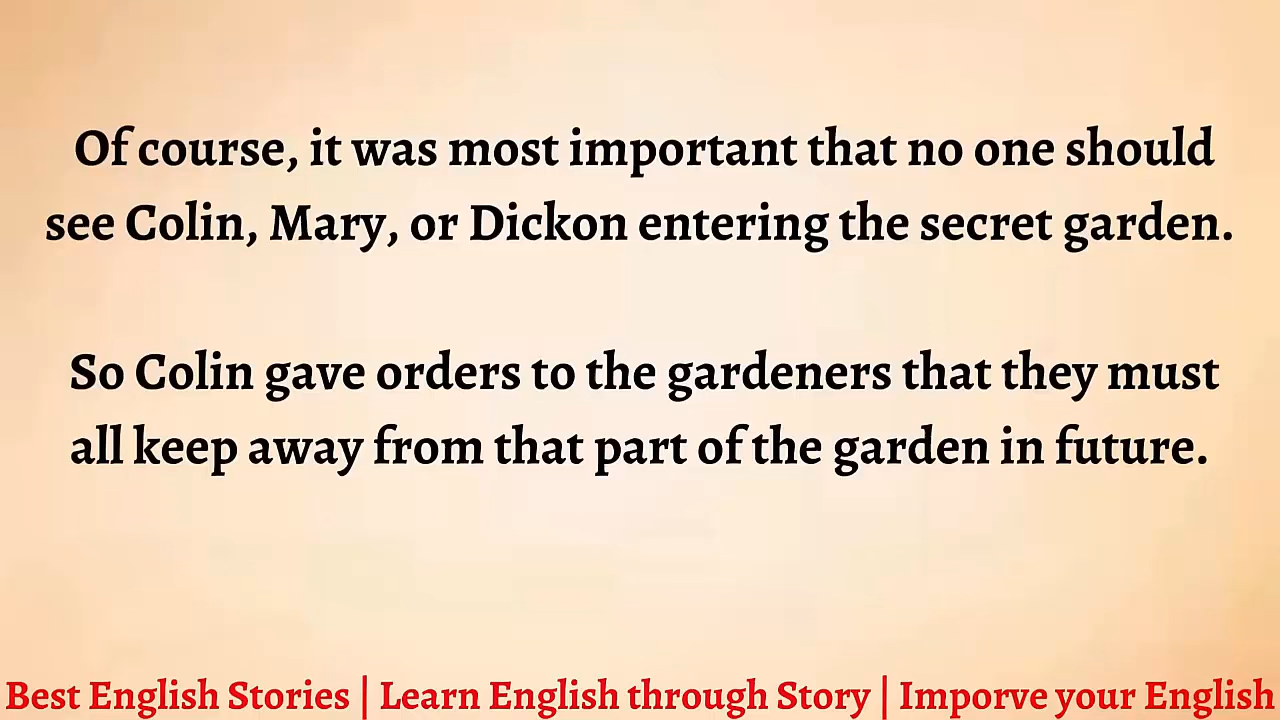 Of course, it was most important that no one should
see Colin, Mary, or Dickon entering the secret garden.
So Colin gave orders to the gardeners that they must
all keep away from that part of the garden in future.
Best English Stories | Learn English through Story | Imporve your English